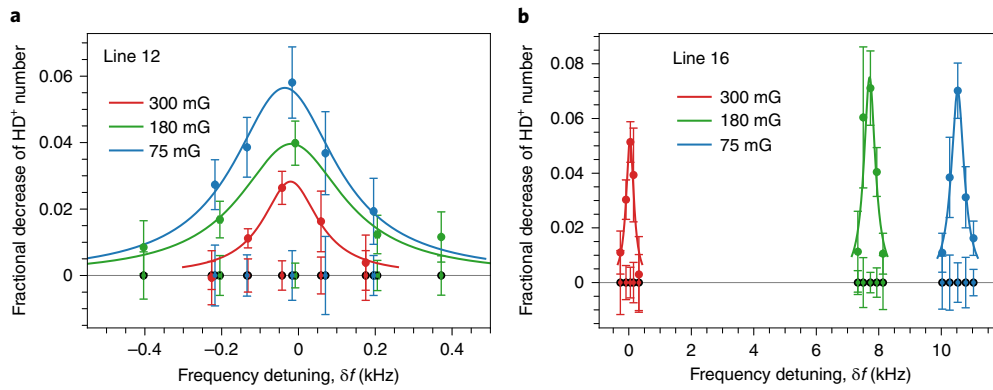 a
Line 12
300 mG
180 mG
75 mG
0.06
0.04
0.02
0
−0.4
−0.2
0
0.2
0.4
Fractional decrease of HD⁺ number
Frequency detuning, δf (kHz)
b
Line 16
300 mG
180 mG
75 mG
0.08
0.06
0.04
0.02
0
0
2
4
6
8
10
Fractional decrease of HD⁺ number
Frequency detuning, δf (kHz)